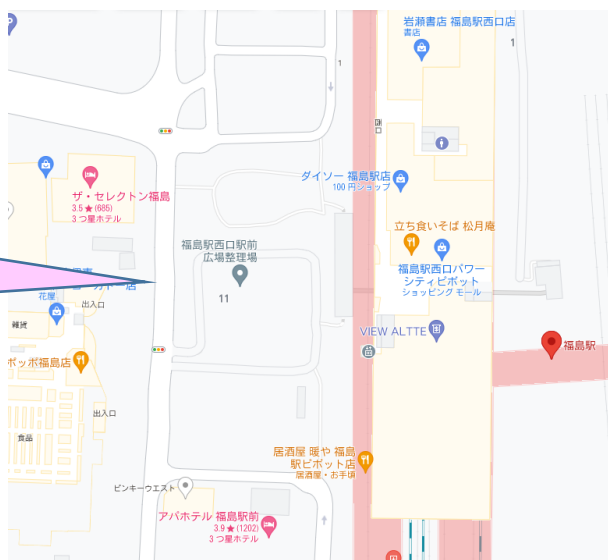 岩瀬書店 福島駅西口店
書店
1
1
西口
ダイソー 福島駅店
100 円ショップ
ザ・セレクトン福島
3.5★(685)
3 つ星ホテル
立ち食いそば 松月庵
福島駅西口駅前
広場整理場
11
福島駅西口パワー
シティピボット
ショッピング モール
店
花屋
出入口
雑貨
VIEW ALTTE
福島駅
ポッポ福島店
出入口
食品
居酒屋 暖や 福島
駅ピボット店
居酒屋・お手頃
ピンキーウエスト
アパホテル 福島駅前
3.9★(1202)
3 つ星ホテル